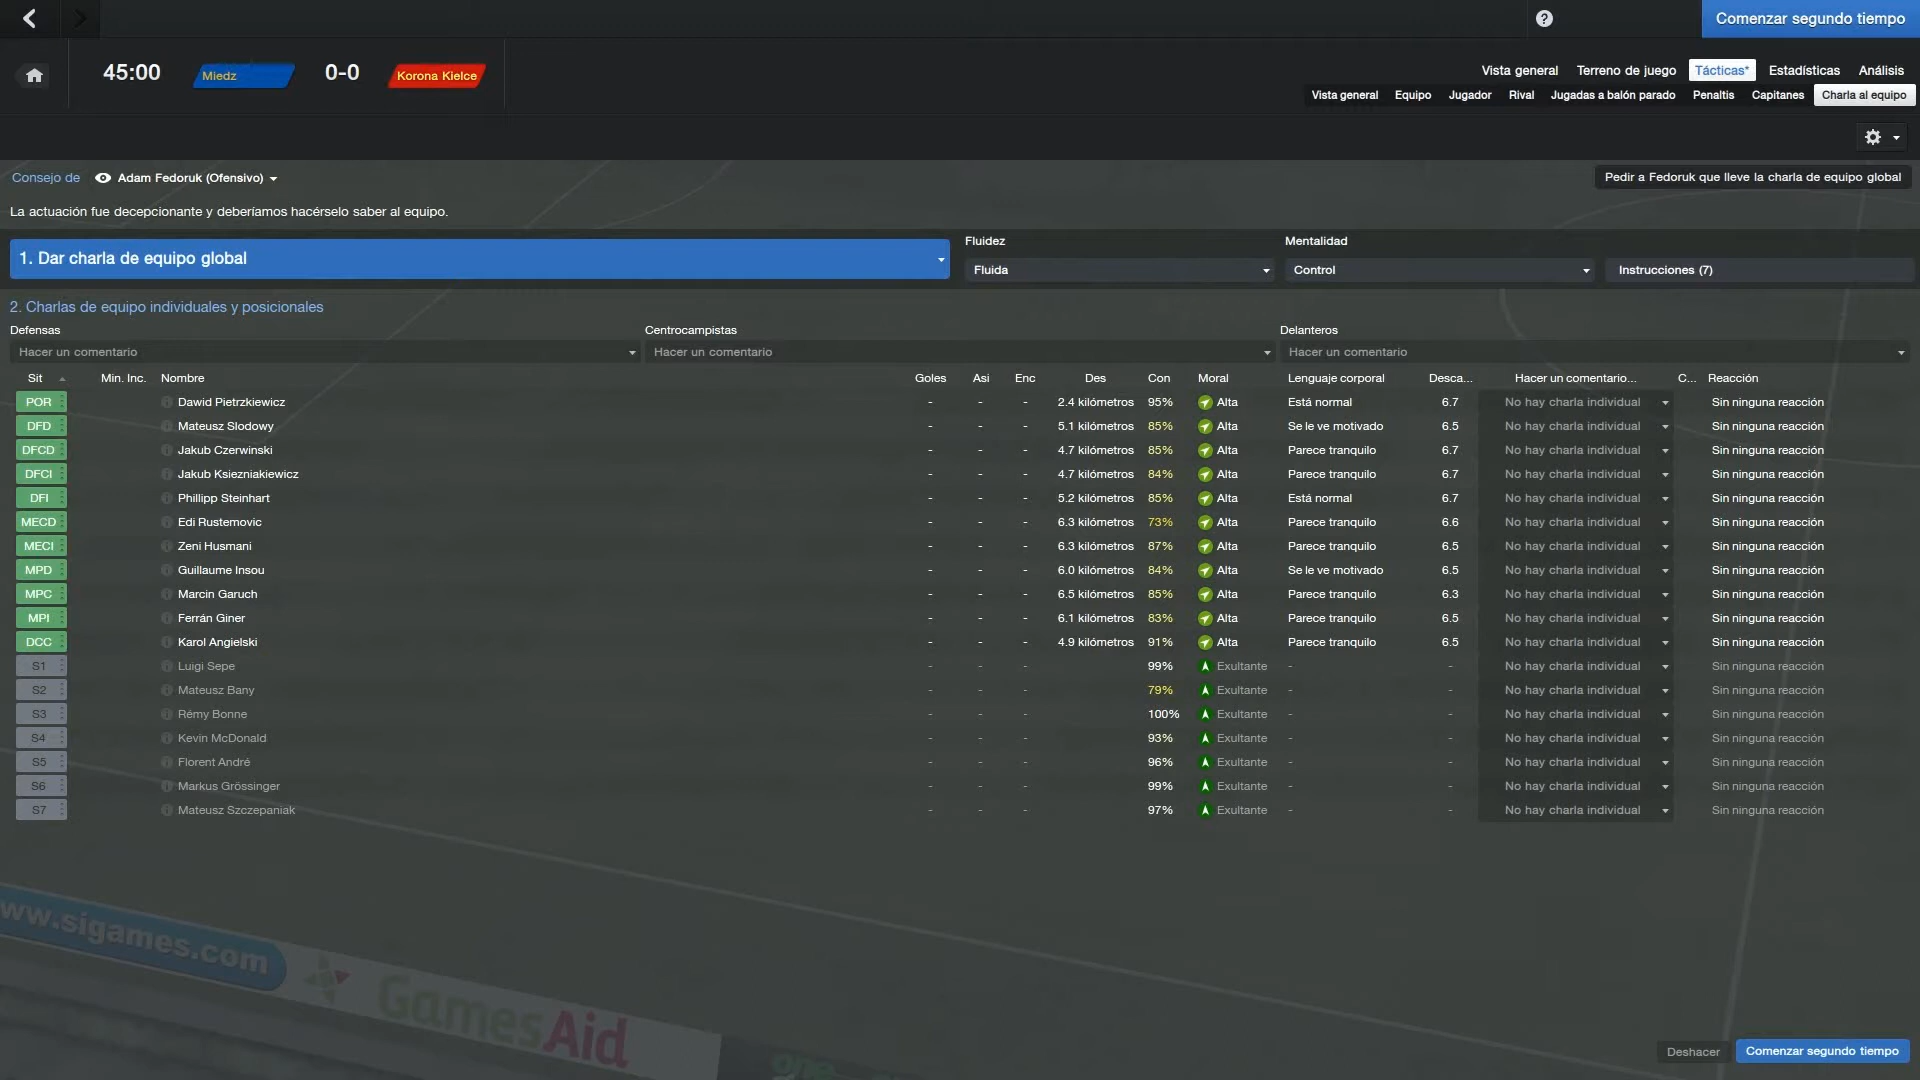 Comenzar segundo tiempo
45:00 Miedz 0-0 Korona Kielce
Vista general Terreno de juego Tácticas* Estadísticas Análisis
Vista general Equipo Jugador Rival Jugadas a balón parado Penaltis Capitanes Charla al equipo
Consejo de Adam Fedoruk (Ofensivo)
Pedir a Fedoruk que lleve la charla de equipo global
La actuación fue decepcionante y deberíamos hacérselo saber al equipo.
1. Dar charla de equipo global
Fluidez Mentalidad
Fluida Control Instrucciones (7)
2. Charlas de equipo individuales y posicionales
Defensas Centrocampistas Delanteros
Hacer un comentario Hacer un comentario Hacer un comentario
Sit Min. Inc. Nombre Goles Asi Enc Des Con Moral Lenguaje corporal Desca... Hacer un comentario... C... Reacción
POR Dawid Pietrzkiewicz - - - 2.4 kilómetros 95% Alta Está normal 6.7 No hay charla individual Sin ninguna reacción
DFD Mateusz Slodowy - - - 5.1 kilómetros 85% Alta Se le ve motivado 6.5 No hay charla individual Sin ninguna reacción
DFCD Jakub Czerwinski - - - 4.7 kilómetros 85% Alta Parece tranquilo 6.7 No hay charla individual Sin ninguna reacción
DFCI Jakub Ksiezniakiewicz - - - 4.7 kilómetros 84% Alta Parece tranquilo 6.7 No hay charla individual Sin ninguna reacción
DFI Phillipp Steinhart - - - 5.2 kilómetros 85% Alta Está normal 6.7 No hay charla individual Sin ninguna reacción
MECD Edi Rustemovic - - - 6.3 kilómetros 73% Alta Parece tranquilo 6.6 No hay charla individual Sin ninguna reacción
MECI Zeni Husmani - - - 6.3 kilómetros 87% Alta Parece tranquilo 6.5 No hay charla individual Sin ninguna reacción
MPD Guillaume Insou - - - 6.0 kilómetros 84% Alta Se le ve motivado 6.5 No hay charla individual Sin ninguna reacción
MPC Marcin Garuch - - - 6.5 kilómetros 85% Alta Parece tranquilo 6.3 No hay charla individual Sin ninguna reacción
MPI Ferrán Giner - - - 6.1 kilómetros 83% Alta Parece tranquilo 6.5 No hay charla individual Sin ninguna reacción
DCC Karol Angielski - - - 4.9 kilómetros 91% Alta Parece tranquilo 6.5 No hay charla individual Sin ninguna reacción
S1 Luigi Sepe - - - 99% Exultante - - No hay charla individual Sin ninguna reacción
S2 Mateusz Bany - - - 79% Exultante - - No hay charla individual Sin ninguna reacción
S3 Rémy Bonne - - - 100% Exultante - - No hay charla individual Sin ninguna reacción
S4 Kevin McDonald - - - 93% Exultante - - No hay charla individual Sin ninguna reacción
S5 Florent André - - - 96% Exultante - - No hay charla individual Sin ninguna reacción
S6 Markus Grössinger - - - 99% Exultante - - No hay charla individual Sin ninguna reacción
S7 Mateusz Szczepaniak - - - 97% Exultante - - No hay charla individual Sin ninguna reacción
www.sigames.com
GamesAid
one
Deshacer Comenzar segundo tiempo